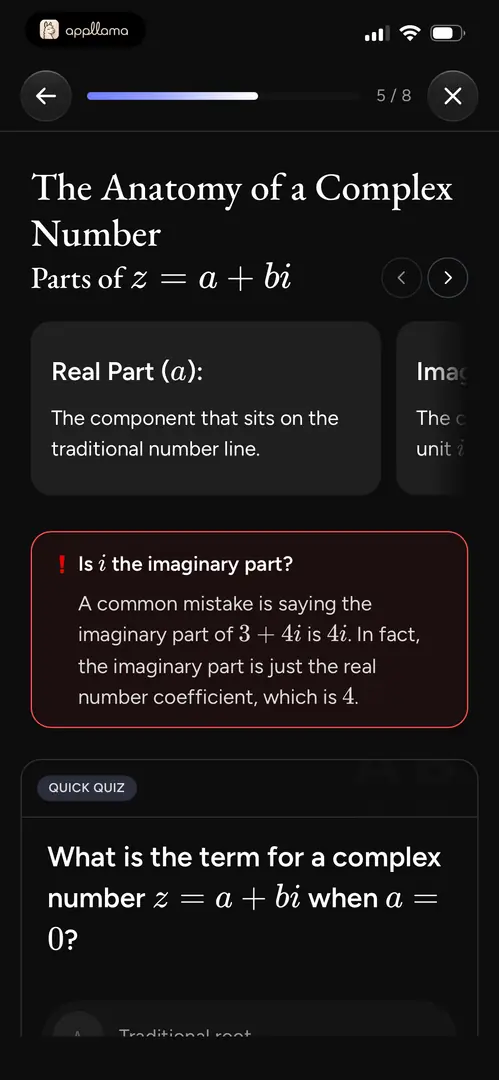 appllama
5 / 8
The Anatomy of a Complex
Number
Parts of z = a + bi
Real Part (a):
The component that sits on the
traditional number line.
Imag
The c
unit i
! Is i the imaginary part?
A common mistake is saying the
imaginary part of 3 + 4i is 4i. In fact,
the imaginary part is just the real
number coefficient, which is 4.
QUICK QUIZ
What is the term for a complex
number z = a + bi when a =
0?
A Traditional root